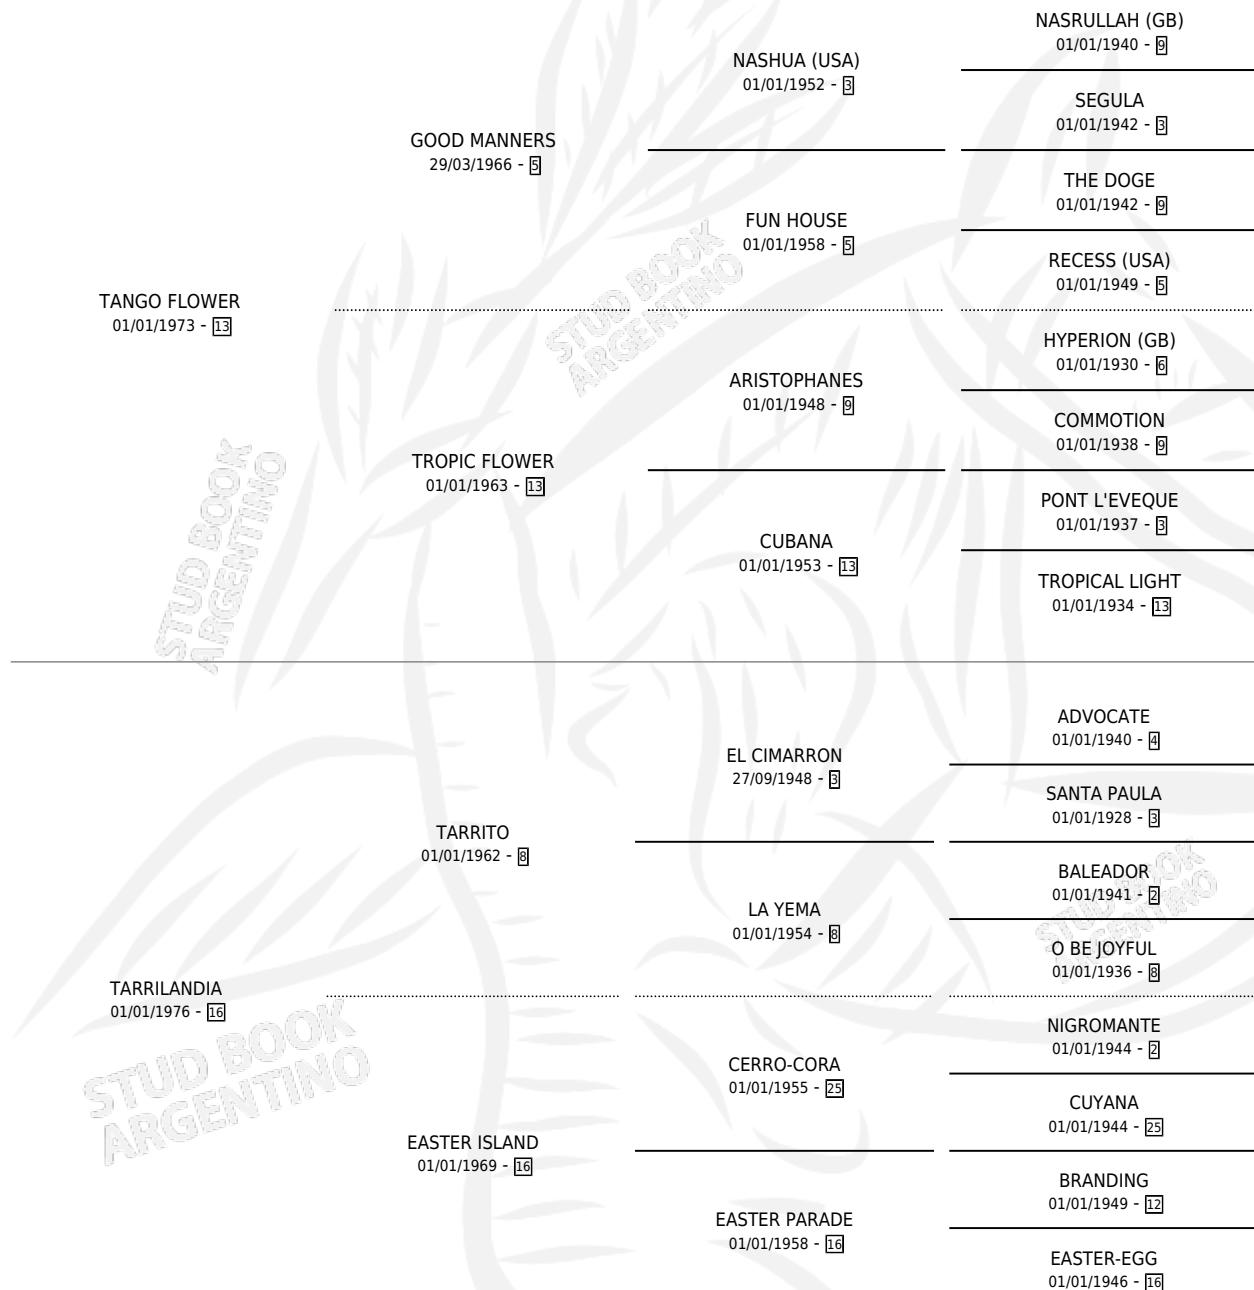 NASRULLAH (GB)
01/01/1940 - 9
NASHUA (USA)
01/01/1952 - 3
SEGULA
01/01/1942 - 3
GOOD MANNERS
29/03/1966 - 5
THE DOGE
01/01/1942 - 9
FUN HOUSE
01/01/1958 - 5
RECESS (USA)
01/01/1949 - 5
TANGO FLOWER
01/01/1973 - 13
STUD BOOK
ARGENTINO
HYPERION (GB)
01/01/1930 - 6
ARISTOPHANES
01/01/1948 - 9
COMMOTION
01/01/1938 - 9
TROPIC FLOWER
01/01/1963 - 13
PONT L'EVEQUE
01/01/1937 - 3
CUBANA
01/01/1953 - 13
TROPICAL LIGHT
01/01/1934 - 13
STUD BOOK
ARGENTINO
ADVOCATE
01/01/1940 - 4
EL CIMARRON
27/09/1948 - 3
SANTA PAULA
01/01/1928 - 3
TARRITO
01/01/1962 - 8
BALEADOR
01/01/1941 - 2
LA YEMA
01/01/1954 - 8
STUD BOOK
ARGENTINO
O BE JOYFUL
01/01/1936 - 8
TARRILANDIA
01/01/1976 - 16
NIGROMANTE
01/01/1944 - 2
CERRO-CORA
01/01/1955 - 25
STUD BOOK
ARGENTINO
CUYANA
01/01/1944 - 25
EASTER ISLAND
01/01/1969 - 16
BRANDING
01/01/1949 - 12
EASTER PARADE
01/01/1958 - 16
EASTER-EGG
01/01/1946 - 16